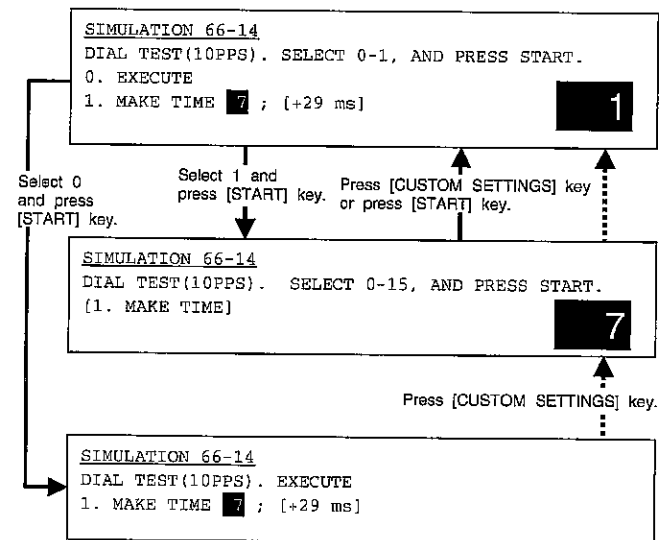 SIMULATION 66-14
DIAL TEST(10PPS). SELECT 0-1, AND PRESS START.
0. EXECUTE
1. MAKE TIME 7 ; [+29 ms]
1
Select 0
and press
[START] key.
Select 1 and
press [START] key.
Press [CUSTOM SETTINGS] key
or press [START] key.
SIMULATION 66-14
DIAL TEST(10PPS). SELECT 0-15, AND PRESS START.
[1. MAKE TIME]
7
Press [CUSTOM SETTINGS] key.
SIMULATION 66-14
DIAL TEST(10PPS). EXECUTE
1. MAKE TIME 7 ; [+29 ms]